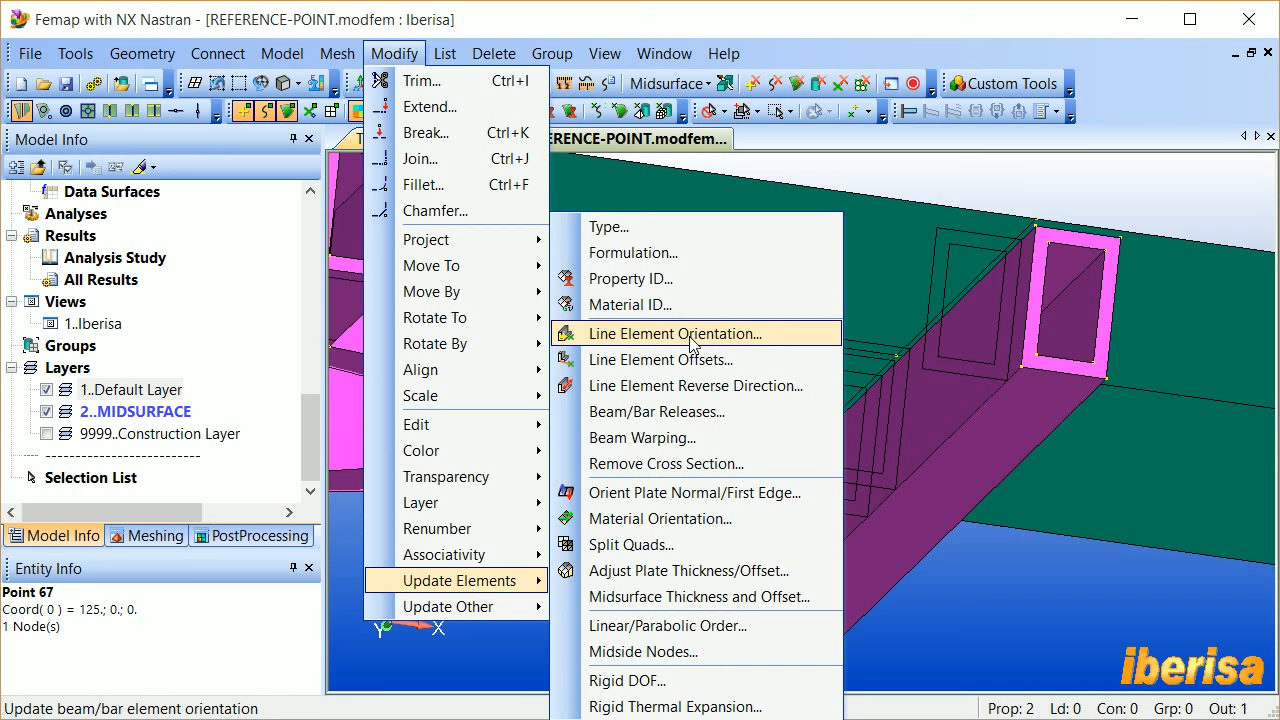 Femap with NX Nastran - [REFERENCE-POINT.modfem : Iberisa]
File Tools Geometry Connect Model Mesh Modify List Delete Group View Window Help
Midsurface
Custom Tools
Model Info
ERENCE-POINT.modfem...
Data Surfaces
Analyses
Results
Analysis Study
All Results
Views
1..Iberisa
Groups
Layers
1..Default Layer
2..MIDSURFACE
9999..Construction Layer
Selection List
Model Info Meshing PostProcessing
Entity Info
Point 67
Coord( 0 ) = 125.; 0.; 0.
1 Node(s)
Trim... Ctrl+I
Extend...
Break... Ctrl+K
Join... Ctrl+J
Fillet... Ctrl+F
Chamfer...
Project
Move To
Move By
Rotate To
Rotate By
Align
Scale
Edit
Color
Transparency
Layer
Renumber
Associativity
Update Elements
Update Other
Type...
Formulation...
Property ID...
Material ID...
Line Element Orientation...
Line Element Offsets...
Line Element Reverse Direction...
Beam/Bar Releases...
Beam Warping...
Remove Cross Section...
Orient Plate Normal/First Edge...
Material Orientation...
Split Quads...
Adjust Plate Thickness/Offset...
Midsurface Thickness and Offset...
Linear/Parabolic Order...
Midside Nodes...
Rigid DOF...
Rigid Thermal Expansion...
Y X
iberisa
Update beam/bar element orientation
Prop: 2 Ld: 0 Con: 0 Grp: 0 Out: 1